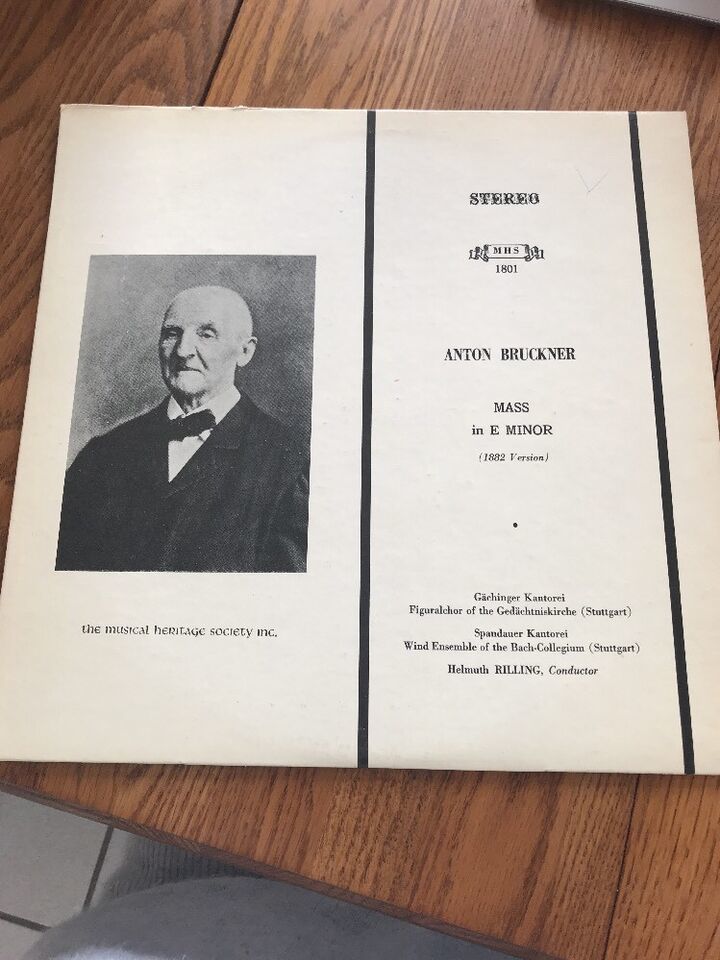 STEREO
MHS
1801
ANTON BRUCKNER
MASS
in E MINOR
(1882 Version)
Gächinger Kantorei
Figuralchor of the Gedächtniskirche (Stuttgart)
Spandauer Kantorei
Wind Ensemble of the Bach-Collegium (Stuttgart)
Helmuth RILLING, Conductor
the musical heritage society inc.